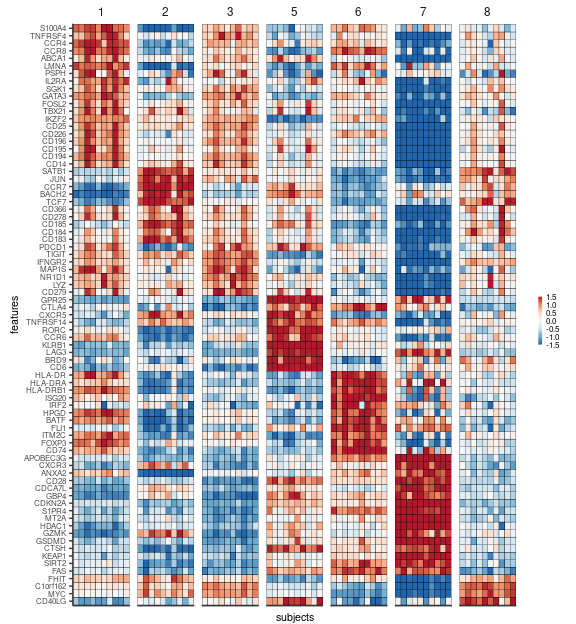 1 2 3 5 6 7 8
S100A4
TNFRSF4
CCR4
CCR8
ABCA1
LMNA
PSPH
IL2RA
SGK1
GATA3
FOSL2
TBX21
IKZF2
CD25
CD226
CD196
CD195
CD194
CD14
SATB1
JUN
CCR7
BACH2
TCF7
CD366
CD278
CD185
CD184
CD183
PDCD1
TIGIT
IFNGR2
MAP1S
NR1D1
LYZ
CD279
GPR25
CTLA4
CXCR5
TNFRSF14
RORC
CCR6
KLRB1
LAG3
BRD9
CD6
HLA-DR
HLA-DRA
HLA-DRB1
ISG20
IRF2
HPGD
BATF
FLI1
ITM2C
FOXP3
CD74
APOBEC3G
CXCR3
ANXA2
CD28
CDCA7L
GBP4
CDKN2A
S1PR4
MT2A
HDAC1
GZMK
GSDMD
CTSH
KEAP1
SIRT2
FAS
FHIT
C1orf162
MYC
CD40LG
features
subjects
1.5
1.0
0.5
0.0
-0.5
-1.0
-1.5